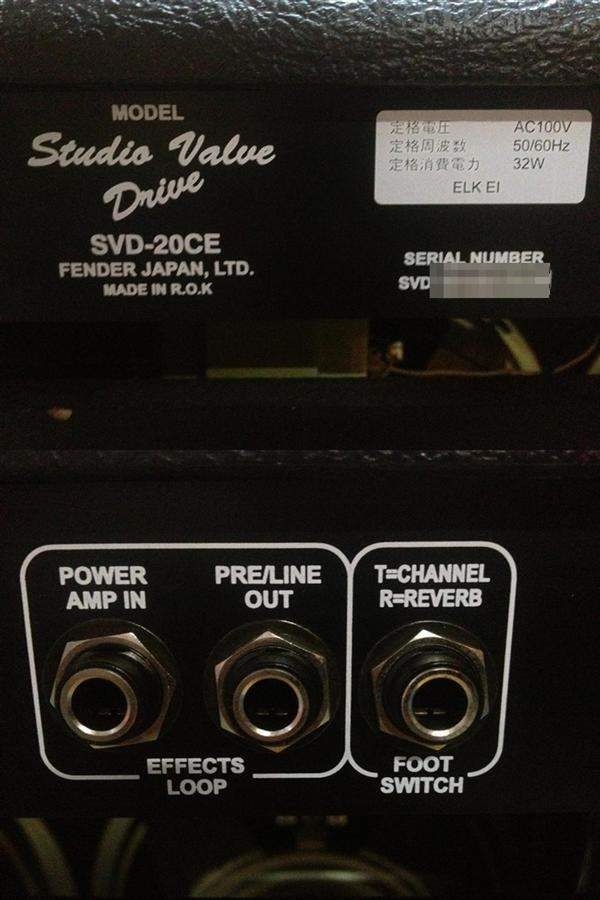 MODEL
Studio Valve
Drive
SVD-20CE
FENDER JAPAN, LTD.
MADE IN R.O.K
定格電圧 AC100V
定格周波数 50/60Hz
定格消費電力 32W
ELK EI
SERIAL NUMBER
SVD
POWER
AMP IN
PRE/LINE
OUT
T=CHANNEL
R=REVERB
EFFECTS
LOOP
FOOT
SWITCH